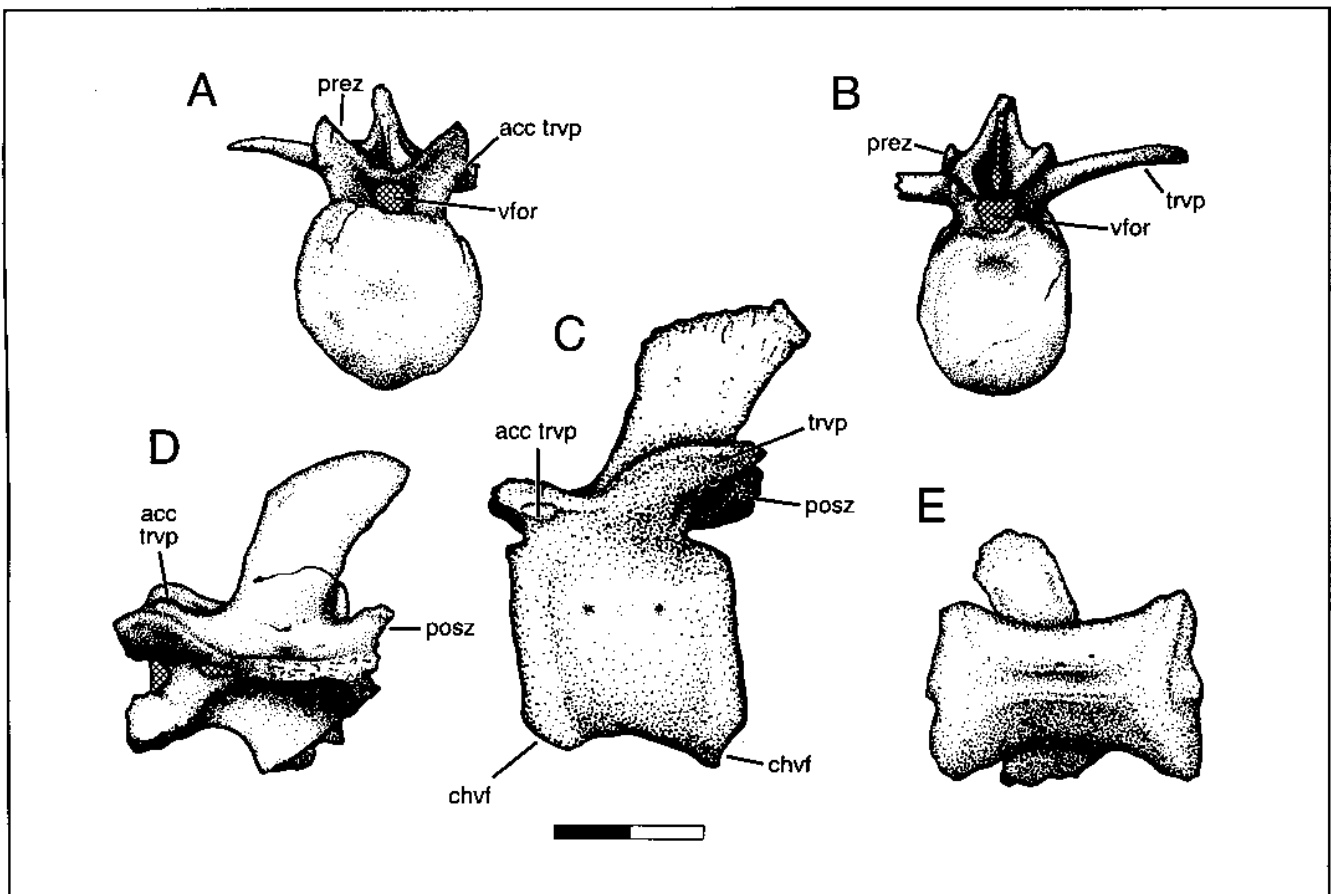 A
prez
acc trvp
vfor
B
prez
trvp
vfor
C
acc trvp
trvp
posz
chvf
chvf
D
acc
trvp
posz
E